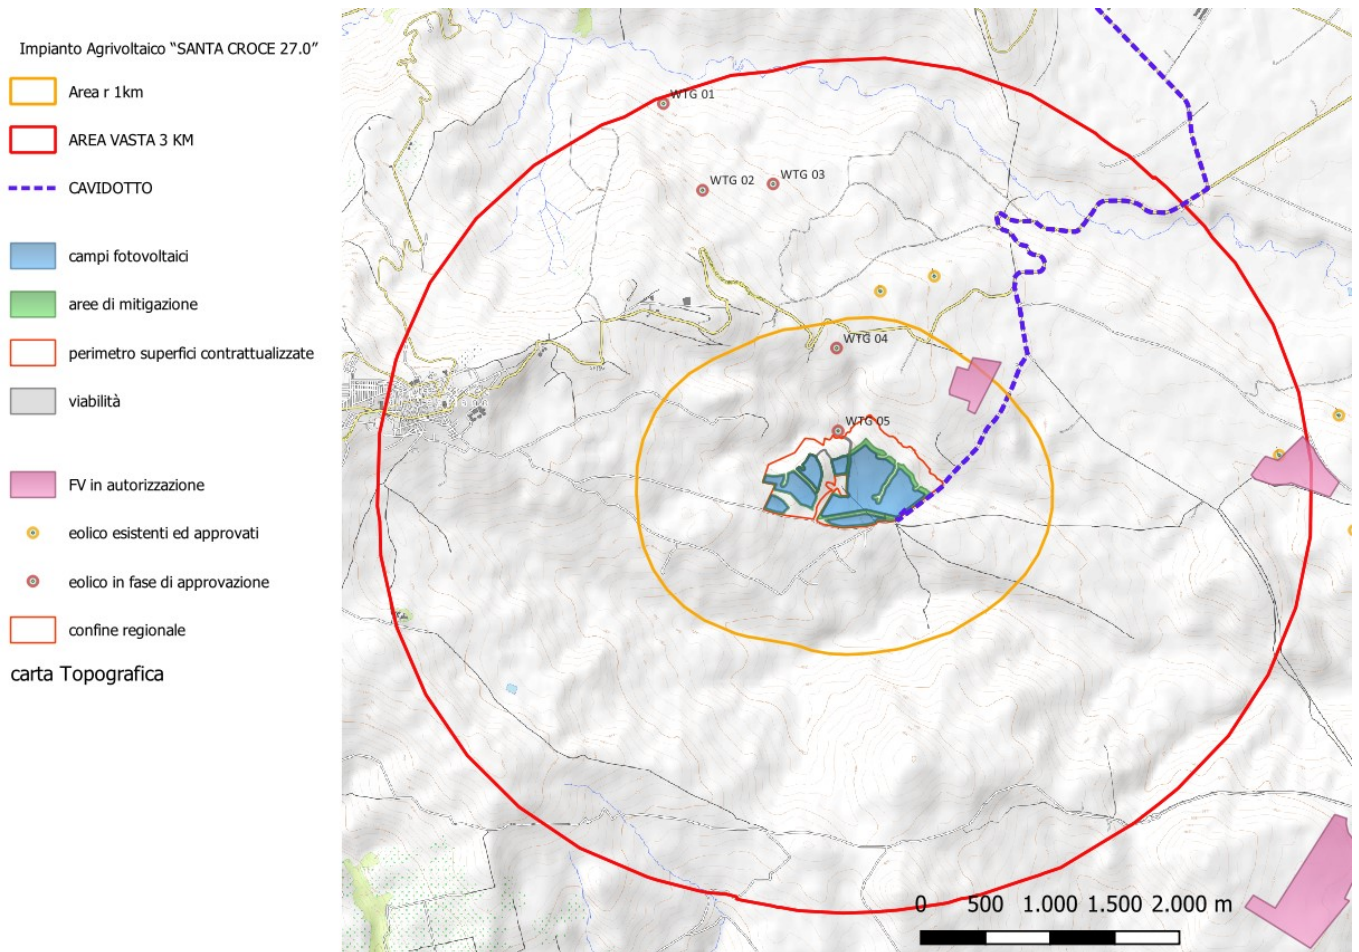 Impianto Agrivoltaico “SANTA CROCE 27.0”
Area r 1km
AREA VASTA 3 KM
CAVIDOTTO
campi fotovoltaici
aree di mitigazione
perimetro superfici contrattualizzate
viabilità
FV in autorizzazione
eolico esistenti ed approvati
eolico in fase di approvazione
confine regionale
carta Topografica
WTG 01
WTG 02
WTG 03
WTG 04
WTG 05
0 500 1.000 1.500 2.000 m